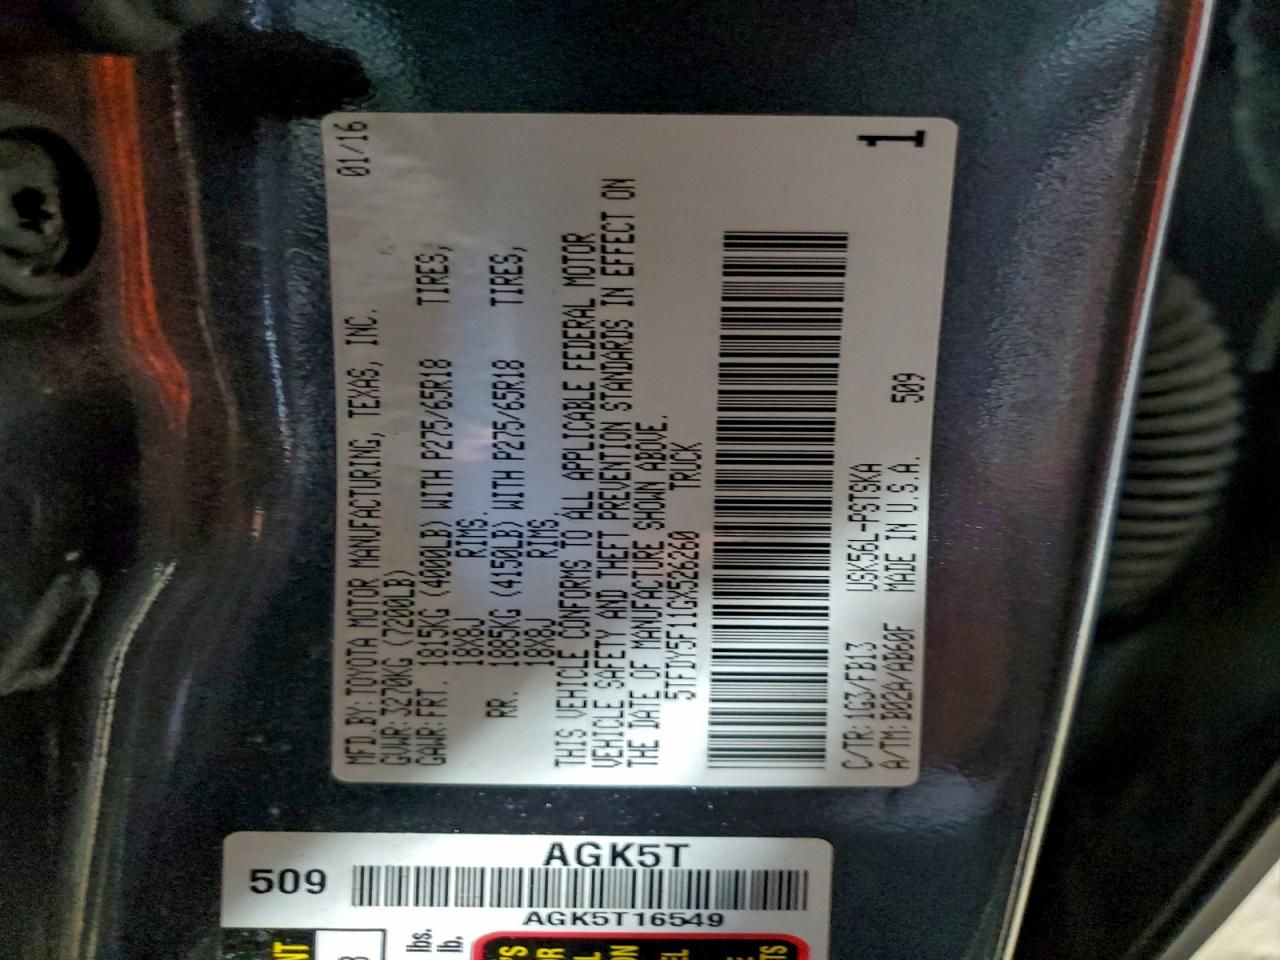 MFD.BY:TOYOTA MOTOR MANUFACTURING, TEXAS, INC. 01/16
GVWR:3270KG (7200LB)
GAWR:FRT. 1815KG (4000LB) WITH P275/65R18 TIRES,
18X8J RIMS.
RR. 1885KG (4150LB) WITH P275/65R18 TIRES,
18X8J RIMS.
THIS VEHICLE CONFORMS TO ALL APPLICABLE FEDERAL MOTOR
VEHICLE SAFETY AND THEFT PREVENTION STANDARDS IN EFFECT ON
THE DATE OF MANUFACTURE SHOWN ABOVE.
5TFDY5F11GX526260 TRUCK
C/TR:1G3/FB13 USK56L-PSTSKA
A/TM:B02A/AB60F MADE IN U.S.A. 509
1
AGK5T
509
AGK5T16549
lbs.
lb.